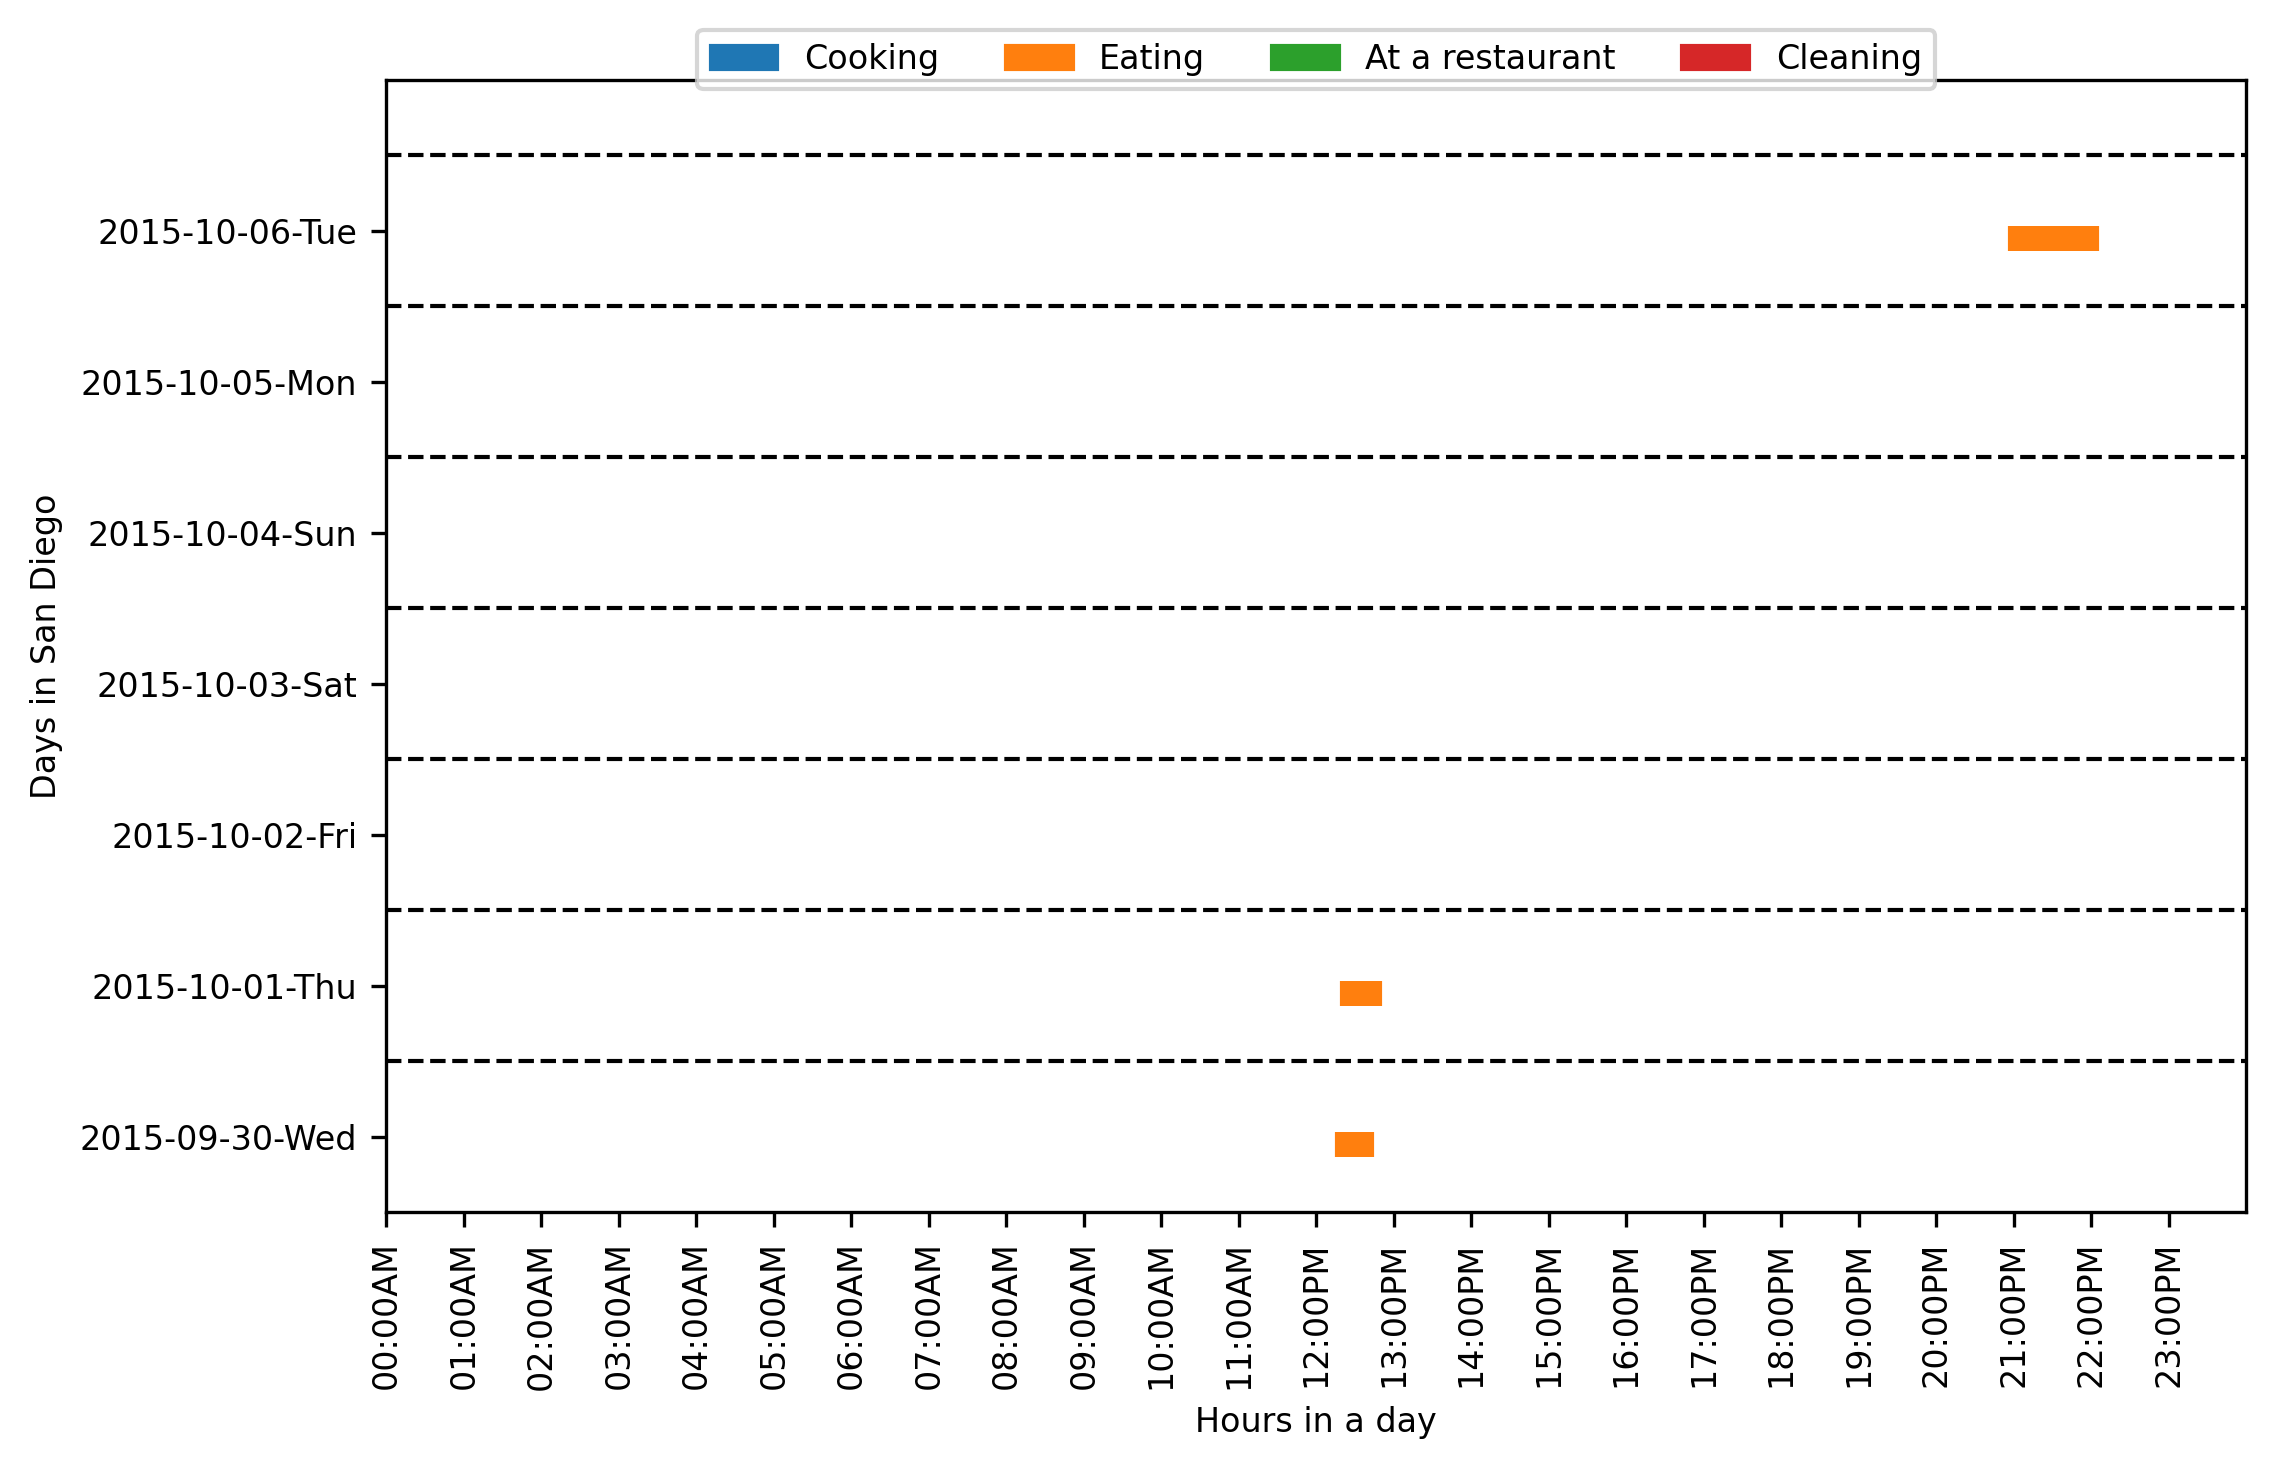 Cooking Eating At a restaurant Cleaning
2015-10-06-Tue
2015-10-05-Mon
2015-10-04-Sun
2015-10-03-Sat
2015-10-02-Fri
2015-10-01-Thu
2015-09-30-Wed
Days in San Diego
00:00AM
01:00AM
02:00AM
03:00AM
04:00AM
05:00AM
06:00AM
07:00AM
08:00AM
09:00AM
10:00AM
11:00AM
12:00PM
13:00PM
14:00PM
15:00PM
16:00PM
17:00PM
18:00PM
19:00PM
20:00PM
21:00PM
22:00PM
23:00PM
Hours in a day